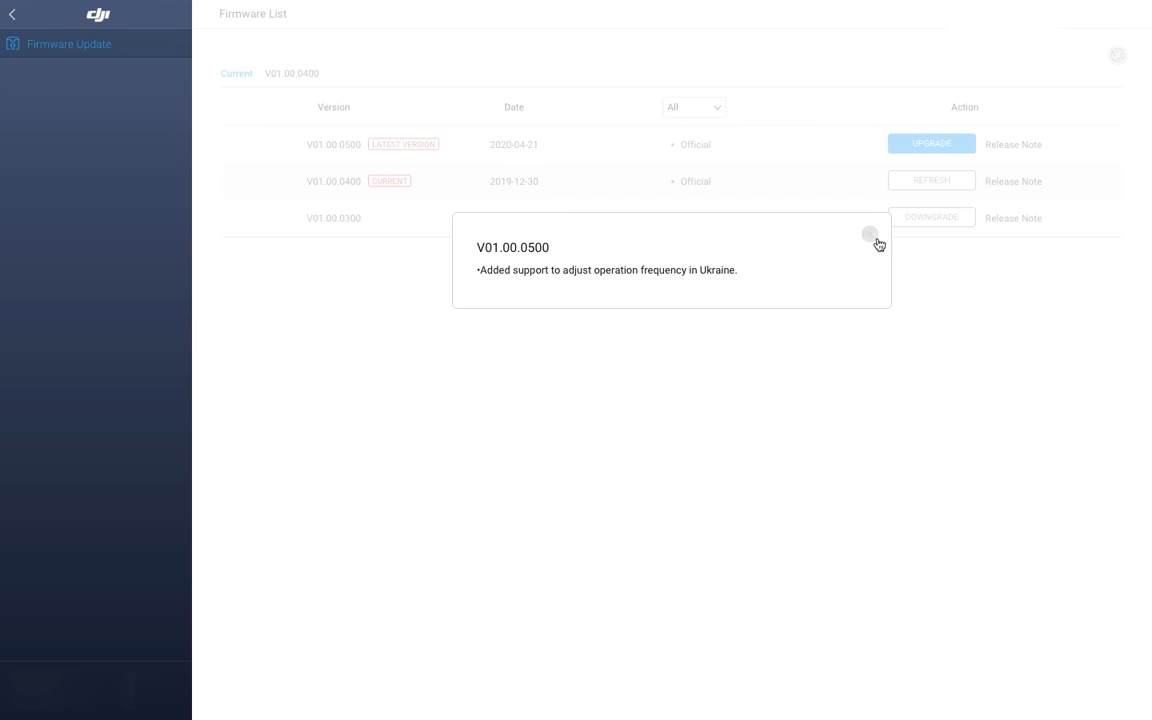 dji
Firmware List
Firmware Update
Current V01.00.0400
Version Date All Action
V01.00.0500 LATEST VERSION 2020-04-21 Official UPGRADE Release Note
V01.00.0400 CURRENT 2019-12-30 Official REFRESH Release Note
V01.00.0300 DOWNGRADE Release Note
V01.00.0500
•Added support to adjust operation frequency in Ukraine.